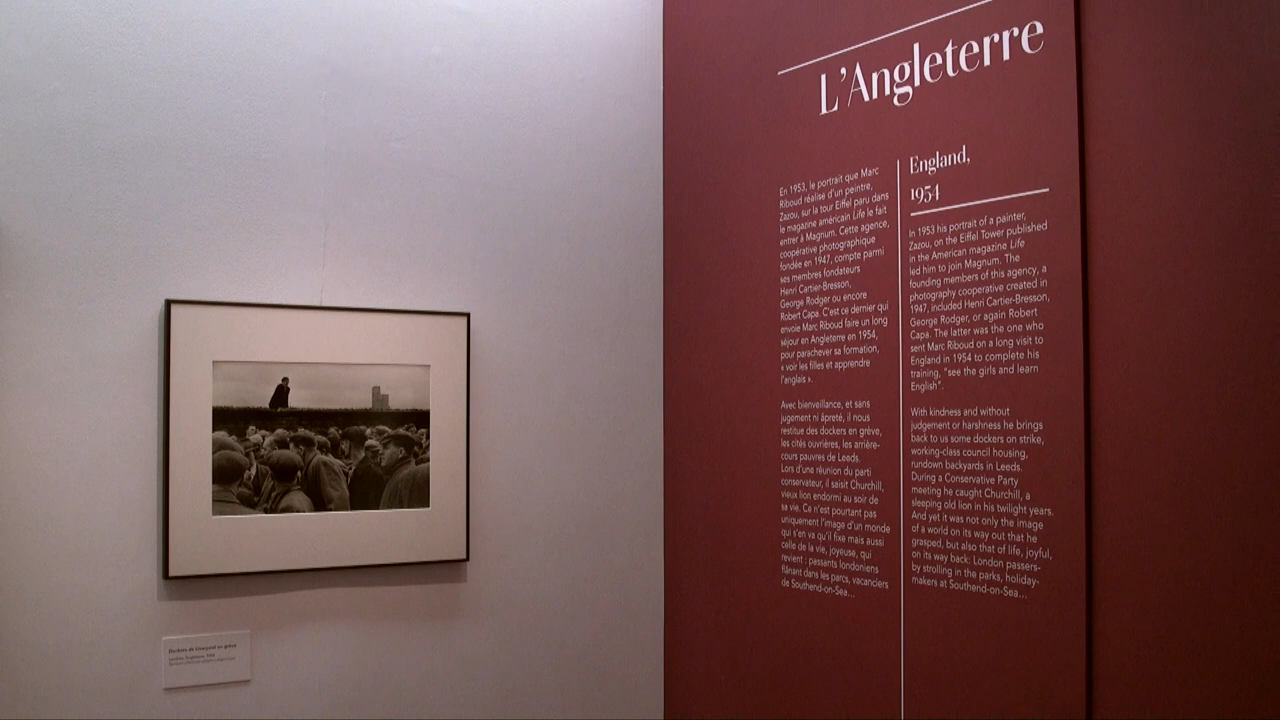 L'Angleterre
En 1953, le portrait que Marc
Riboud réalise d'un peintre,
Zazou, sur la tour Eiffel paru dans
le magazine américain Life le fait
entrer à Magnum. Cette agence,
coopérative photographique
fondée en 1947, compte parmi
ses membres fondateurs
Henri Cartier-Bresson,
George Rodger ou encore
Robert Capa. C'est ce dernier qui
envoie Marc Riboud faire un long
séjour en Angleterre en 1954,
pour parachever sa formation,
« voir les filles et apprendre
l'anglais ».
Avec bienveillance, et sans
jugement ni âpreté, il nous
restitue des dockers en grève,
les cités ouvrières, les arrière-
cours pauvres de Leeds.
Lors d'une réunion du parti
conservateur, il saisit Churchill,
vieux lion endormi au soir de
sa vie. Ce n'est pourtant pas
uniquement l'image d'un monde
qui s'en va qu'il fixe mais aussi
celle de la vie, joyeuse, qui
revient : passants londoniens
flânant dans les parcs, vacanciers
de Southend-on-Sea...
England,
1954
In 1953 his portrait of a painter,
Zazou, on the Eiffel Tower published
in the American magazine Life
led him to join Magnum. The
founding members of this agency, a
photography cooperative created in
1947, included Henri Cartier-Bresson,
George Rodger, or again Robert
Capa. The latter was the one who
sent Marc Riboud on a long visit to
England in 1954 to complete his
training, "see the girls and learn
English".
With kindness and without
judgement or harshness he brings
back to us some dockers on strike,
working-class council housing,
rundown backyards in Leeds.
During a Conservative Party
meeting he caught Churchill, a
sleeping old lion in his twilight years.
And yet it was not only the image
of a world on its way out that he
grasped, but also that of life, joyful,
on its way back: London passers-
by strolling in the parks, holiday-
makers at Southend-on-Sea...
Dockers de Liverpool en grève
Londres, Angleterre, 1954